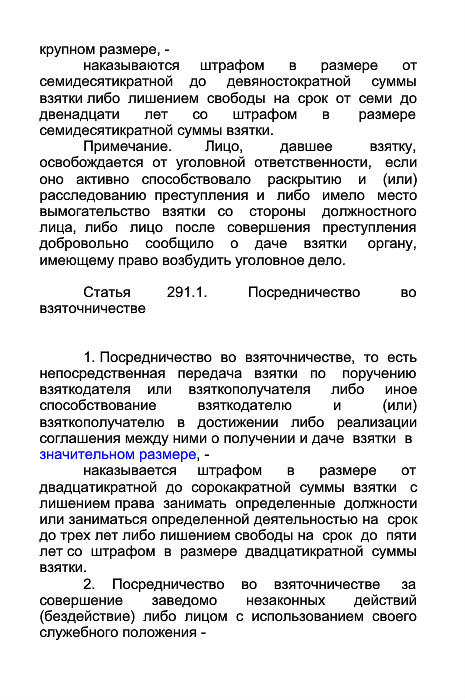 крупном размере, -
наказываются штрафом в размере от
семидесятикратной до девяностократной суммы
взятки либо лишением свободы на срок от семи до
двенадцати лет со штрафом в размере
семидесятикратной суммы взятки.
Примечание. Лицо, давшее взятку,
освобождается от уголовной ответственности, если
оно активно способствовало раскрытию и (или)
расследованию преступления и либо имело место
вымогательство взятки со стороны должностного
лица, либо лицо после совершения преступления
добровольно сообщило о даче взятки органу,
имеющему право возбудить уголовное дело.
Статья 291.1. Посредничество во
взяточничестве
1. Посредничество во взяточничестве, то есть
непосредственная передача взятки по поручению
взяткодателя или взяткополучателя либо иное
способствование взяткодателю и (или)
взяткополучателю в достижении либо реализации
соглашения между ними о получении и даче взятки в
значительном размере, -
наказывается штрафом в размере от
двадцатикратной до сорокакратной суммы взятки с
лишением права занимать определенные должности
или заниматься определенной деятельностью на срок
до трех лет либо лишением свободы на срок до пяти
лет со штрафом в размере двадцатикратной суммы
взятки.
2. Посредничество во взяточничестве за
совершение заведомо незаконных действий
(бездействие) либо лицом с использованием своего
служебного положения -